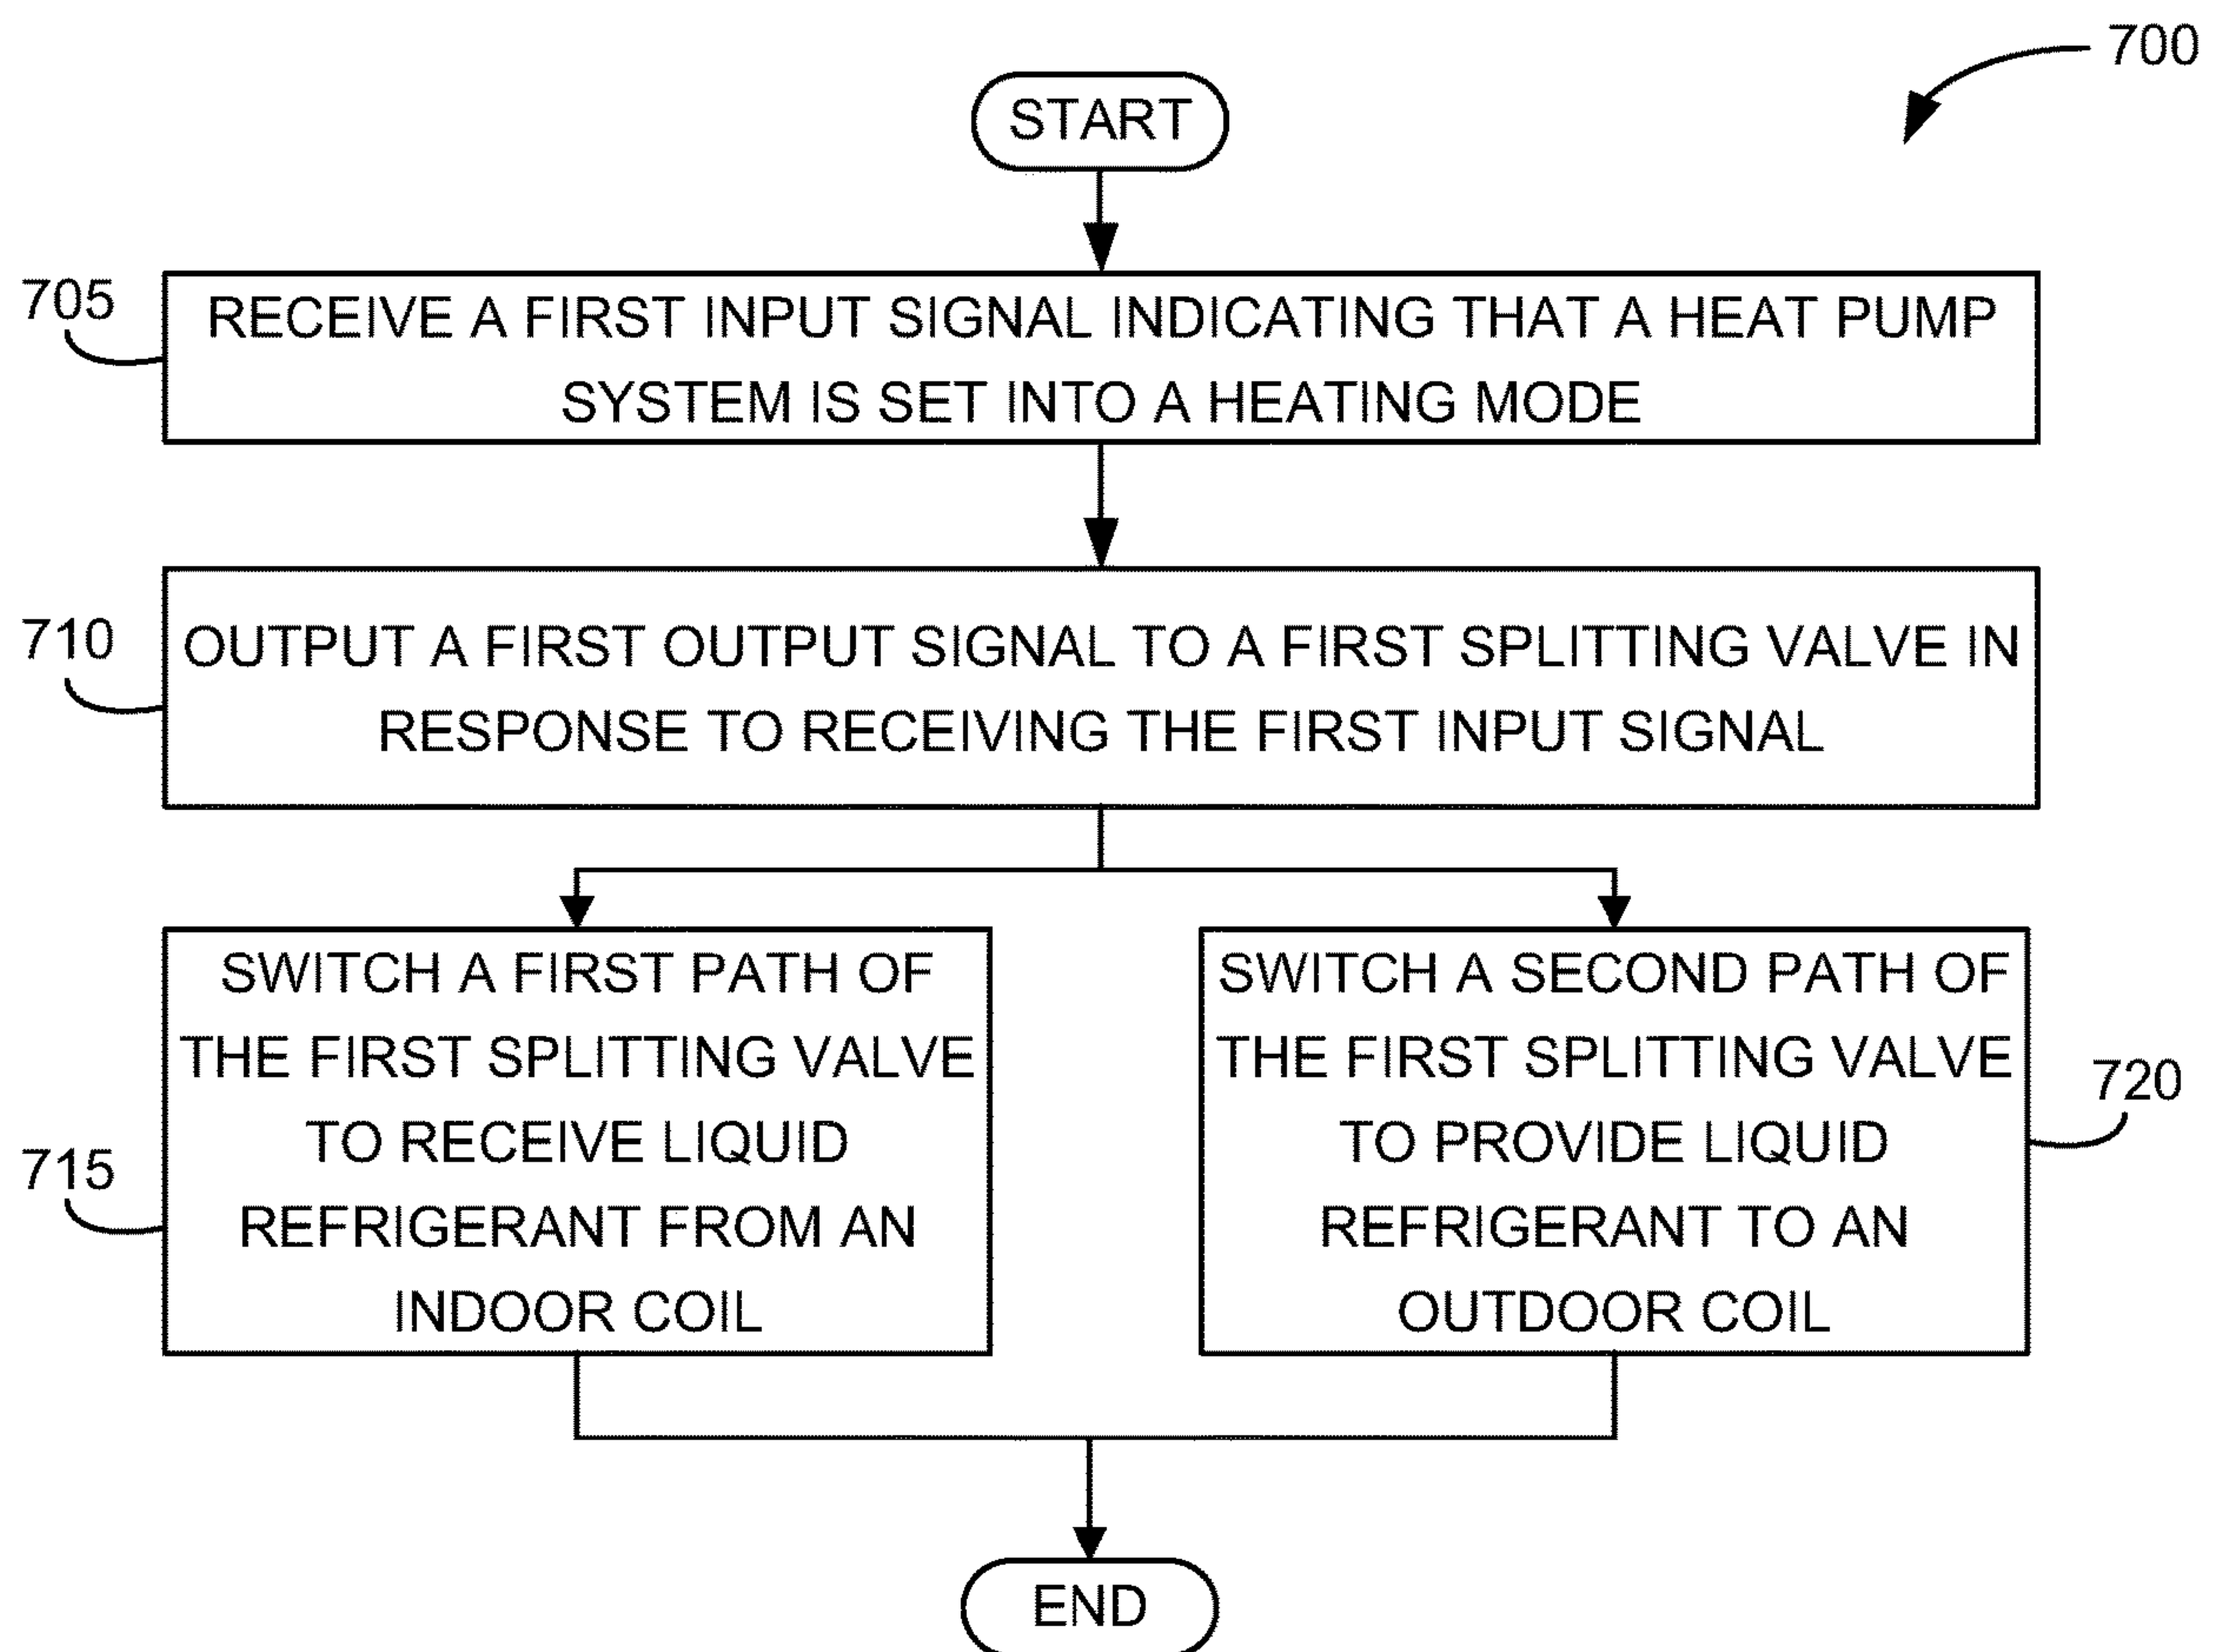 700
START
705
RECEIVE A FIRST INPUT SIGNAL INDICATING THAT A HEAT PUMP
SYSTEM IS SET INTO A HEATING MODE
710
OUTPUT A FIRST OUTPUT SIGNAL TO A FIRST SPLITTING VALVE IN
RESPONSE TO RECEIVING THE FIRST INPUT SIGNAL
715
SWITCH A FIRST PATH OF
THE FIRST SPLITTING VALVE
TO RECEIVE LIQUID
REFRIGERANT FROM AN
INDOOR COIL
SWITCH A SECOND PATH OF
THE FIRST SPLITTING VALVE
TO PROVIDE LIQUID
REFRIGERANT TO AN
OUTDOOR COIL
720
END